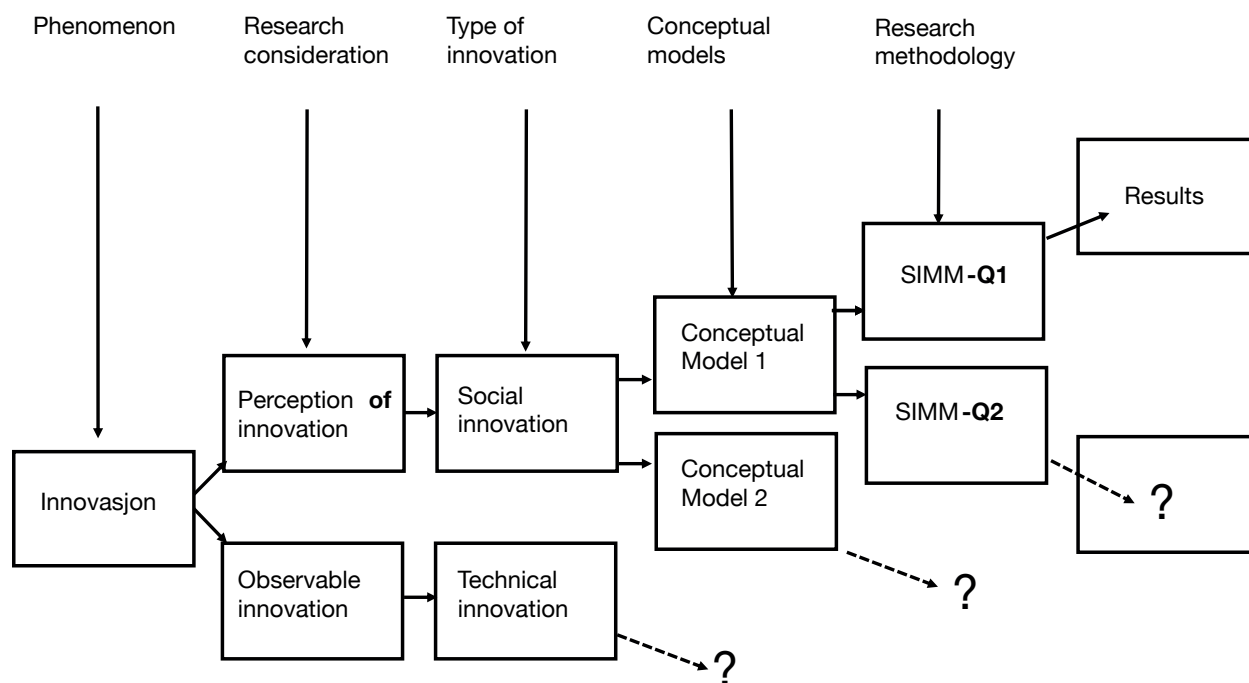 Phenomenon
Research
consideration
Type of
innovation
Conceptual
models
Research
methodology
Results
SIMM-Q1
Conceptual
Model 1
Perception of
innovation
Social
innovation
SIMM-Q2
Innovasjon
Conceptual
Model 2
?
Observable
innovation
Technical
innovation
?
?